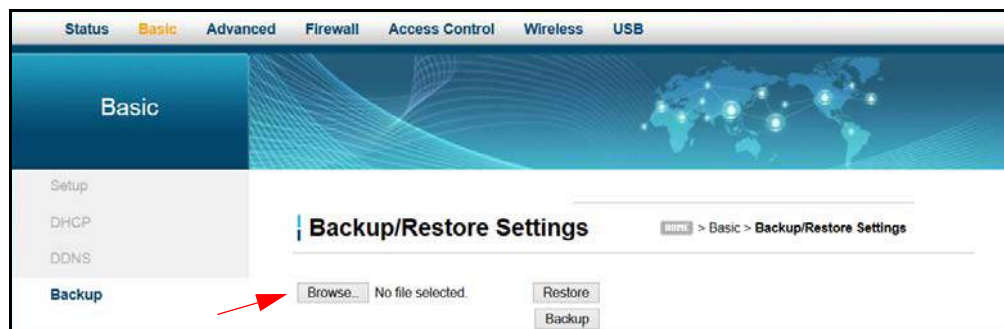 Status Basic Advanced Firewall Access Control Wireless USB
Basic
Setup
DHCP
DDNS
Backup
Backup/Restore Settings
HOME > Basic > Backup/Restore Settings
Browse... No file selected. Restore
Backup